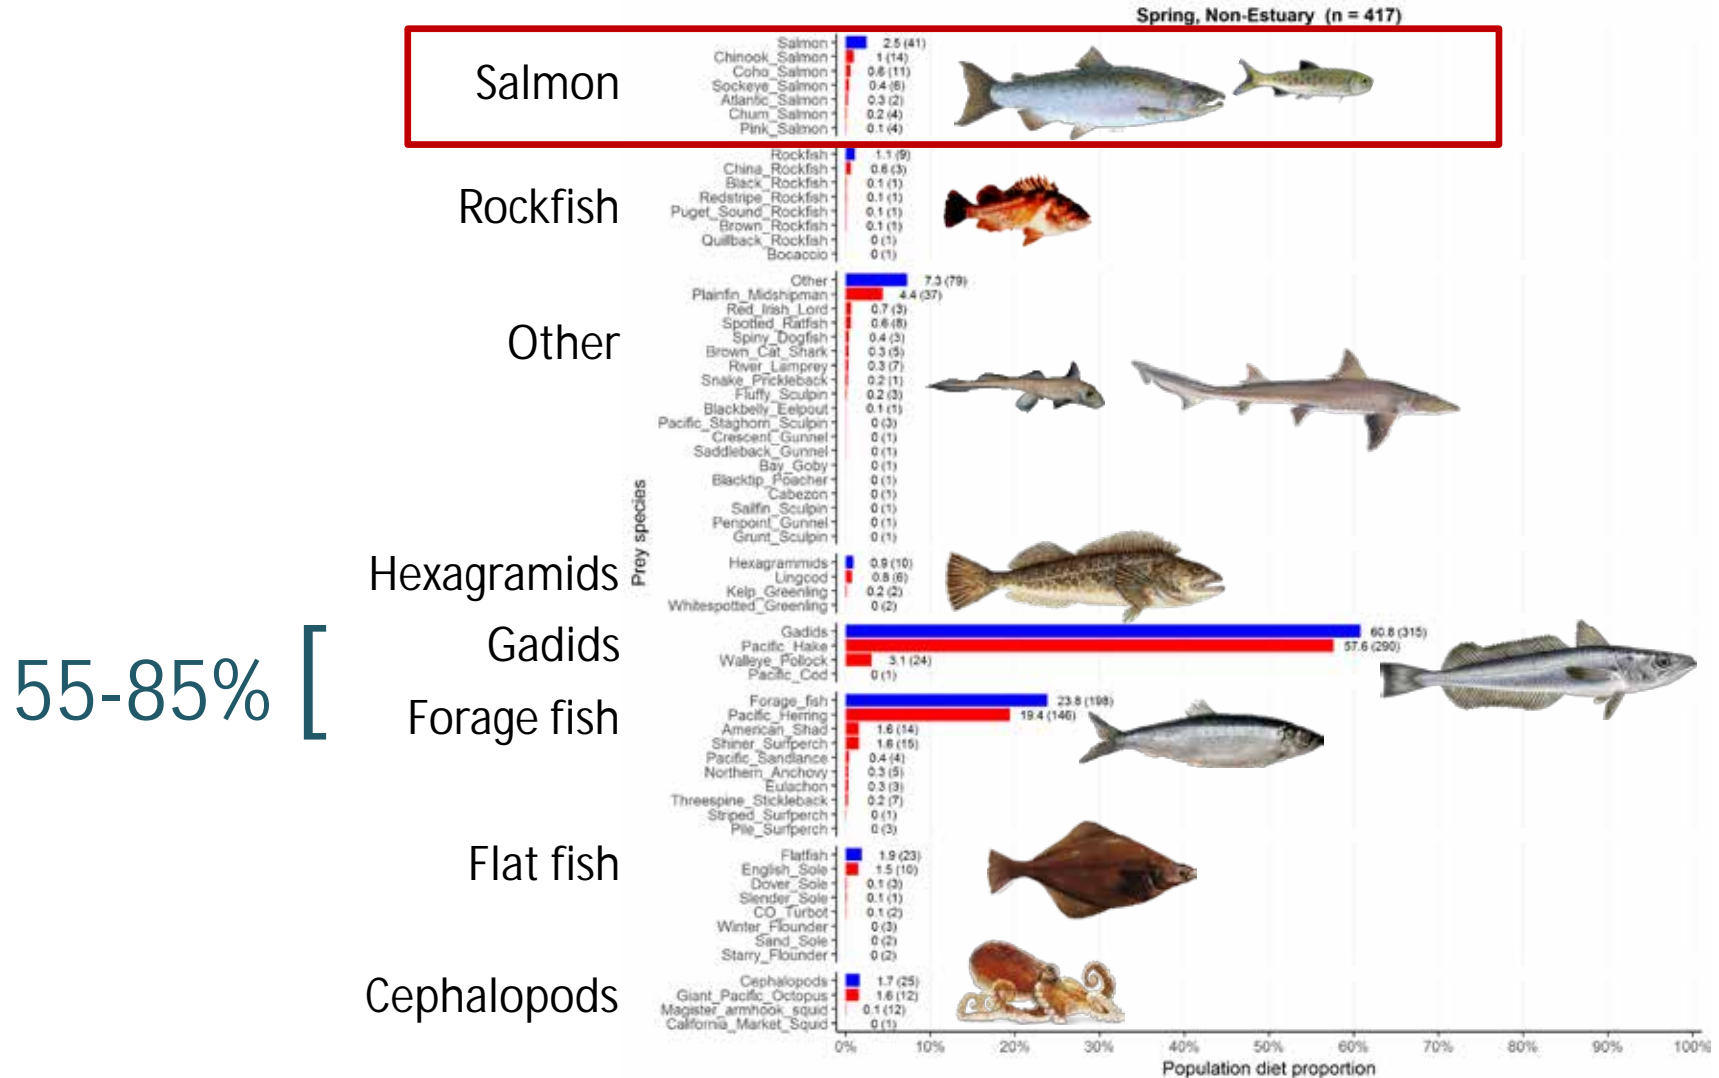 Spring, Non-Estuary (n = 417)
Salmon
Salmon 2.5 (41)
Chinook_Salmon 1 (14)
Coho_Salmon 0.6 (11)
Sockeye_Salmon 0.4 (6)
Atlantic_Salmon 0.3 (2)
Chum_Salmon 0.2 (4)
Pink_Salmon 0.1 (4)
Rockfish
Rockfish 1.1 (9)
China_Rockfish 0.6 (3)
Black_Rockfish 0.1 (1)
Redstripe_Rockfish 0.1 (1)
Puget_Sound_Rockfish 0.1 (1)
Brown_Rockfish 0.1 (1)
Quillback_Rockfish 0 (1)
Bocaccio 0 (1)
Other
Other 7.3 (79)
Plainfin_Midshipman 4.4 (37)
Red_Irish_Lord 0.7 (3)
Spotted_Ratfish 0.6 (8)
Spiny_Dogfish 0.4 (3)
Brown_Cat_Shark 0.3 (5)
River_Lamprey 0.3 (7)
Snake_Prickleback 0.2 (1)
Fluffy_Sculpin 0.2 (3)
Blackbelly_Eelpout 0.1 (1)
Pacific_Staghorn_Sculpin 0 (3)
Crescent_Gunnel 0 (1)
Saddleback_Gunnel 0 (1)
Bay_Goby 0 (1)
Blacktip_Poacher 0 (1)
Cabezon 0 (1)
Sailfin_Sculpin 0 (1)
Penpoint_Gunnel 0 (1)
Grunt_Sculpin 0 (1)
Prey species
Hexagramids
Hexagrammids 0.9 (10)
Lingcod 0.8 (6)
Kelp_Greenling 0.2 (2)
Whitespotted_Greenling 0 (2)
55-85% [
Gadids
Gadids 60.8 (315)
Pacific_Hake 57.6 (290)
Walleye_Pollock 3.1 (24)
Pacific_Cod 0 (1)
Forage fish
Forage_fish 23.8 (198)
Pacific_Herring 19.4 (146)
American_Shad 1.6 (14)
Shiner_Surfperch 1.6 (15)
Pacific_Sandlance 0.4 (4)
Northern_Anchovy 0.3 (5)
Eulachon 0.3 (3)
Threespine_Stickleback 0.2 (7)
Striped_Surfperch 0 (1)
Pile_Surfperch 0 (3)
Flat fish
Flatfish 1.9 (23)
English_Sole 1.5 (10)
Dover_Sole 0.1 (3)
Slender_Sole 0.1 (1)
CO_Turbot 0.1 (2)
Winter_Flounder 0 (3)
Sand_Sole 0 (2)
Starry_Flounder 0 (2)
Cephalopods
Cephalopods 1.7 (25)
Giant_Pacific_Octopus 1.6 (12)
Magister_armhook_squid 0.1 (12)
California_Market_Squid 0 (1)
0% 10% 20% 30% 40% 50% 60% 70% 80% 90% 100%
Population diet proportion